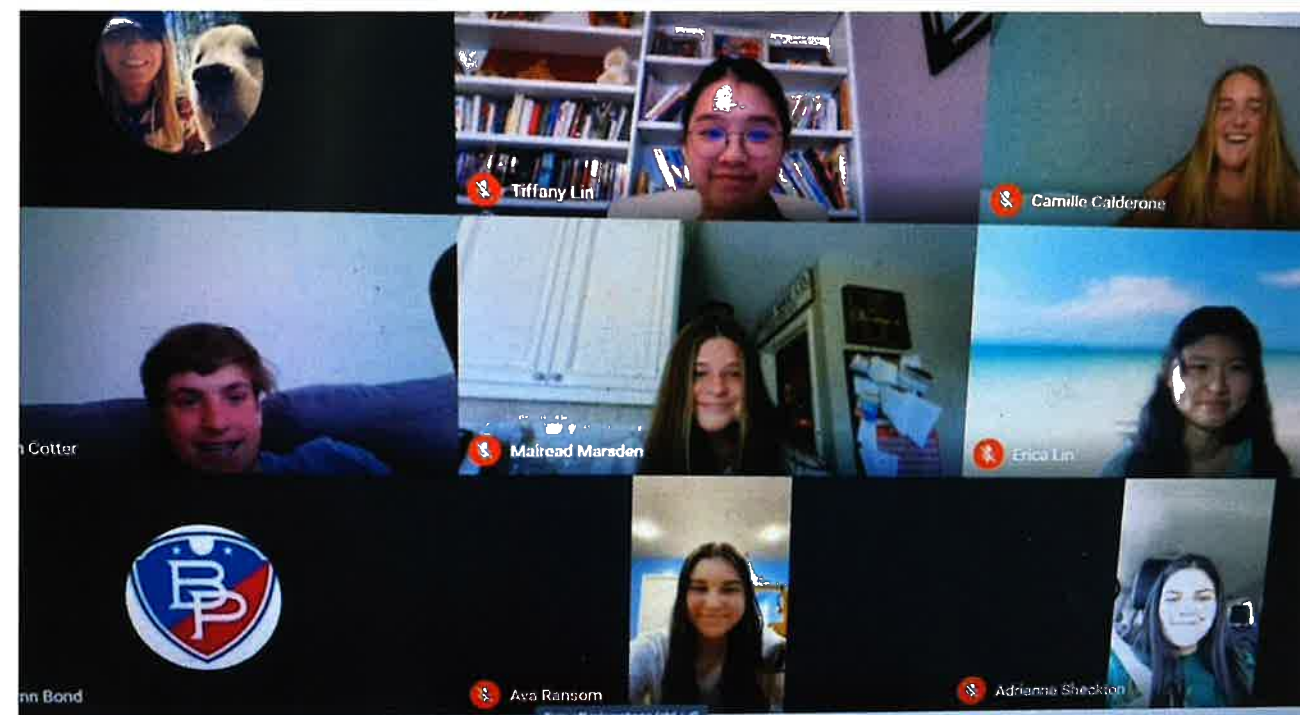 Tiffany Lin
Camille Calderone
Cotter
Mairead Marsden
Erica Lin
BP
nn Bond
Ava Ransom
Adrianne Sheckton